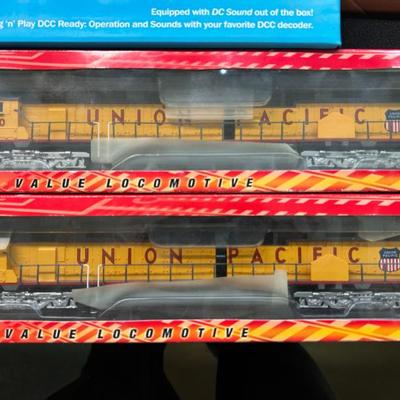 Equipped with DC Sound out of the box!
'n' Play DCC Ready: Operation and Sounds with your favorite DCC decoder.
UNION PACIFIC
VALUE LOCOMOTIVE
UNION PACIFIC
VALUE LOCOMOTIVE